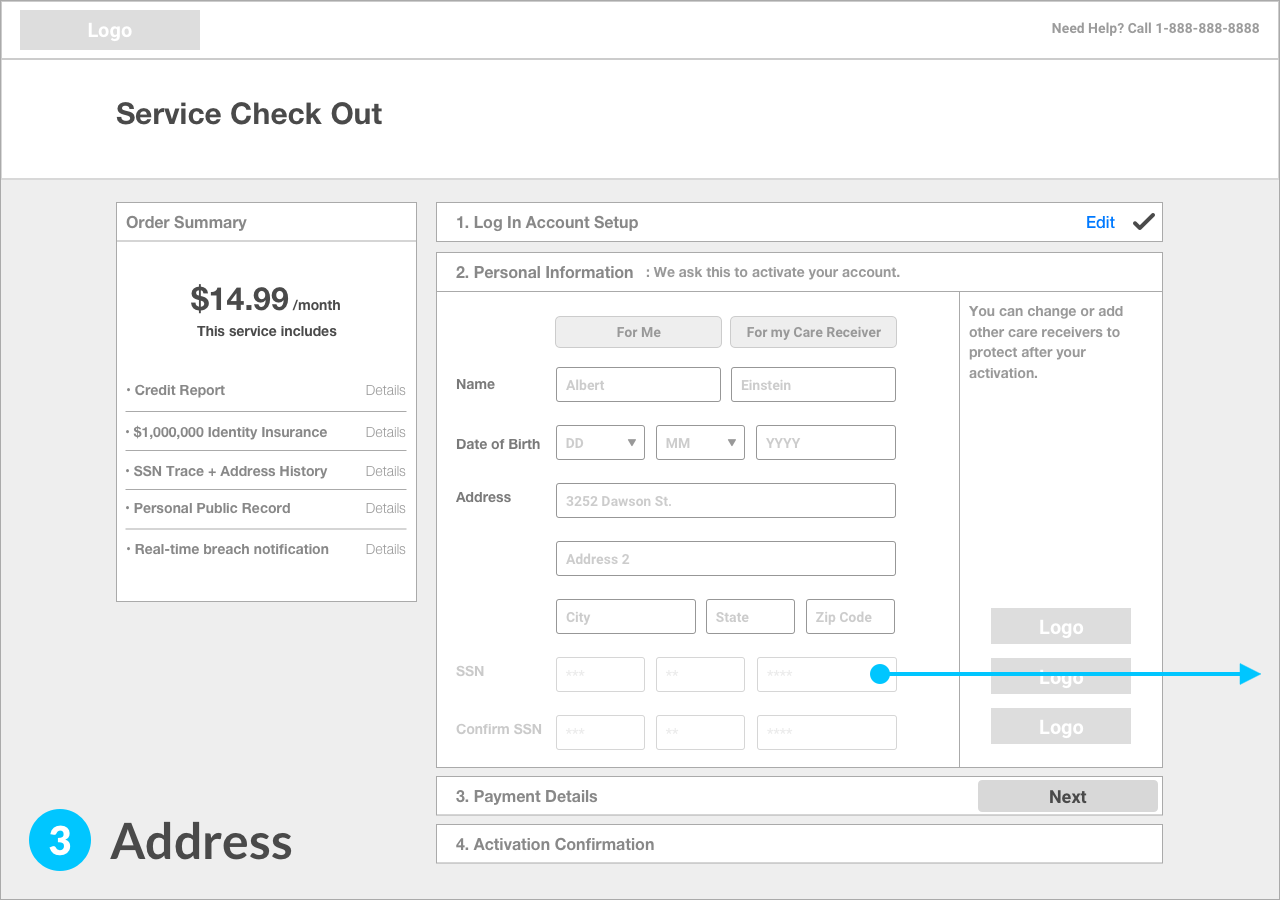 Logo
Need Help? Call 1-888-888-8888
Service Check Out
Order Summary
$14.99 /month
This service includes
• Credit Report Details
• $1,000,000 Identity Insurance Details
• SSN Trace + Address History Details
• Personal Public Record Details
• Real-time breach notification Details
1. Log In Account Setup Edit
2. Personal Information : We ask this to activate your account.
For Me For my Care Receiver
Name Albert Einstein
Date of Birth DD MM YYYY
Address 3252 Dawson St.
Address 2
City State Zip Code
SSN *** ** ****
Confirm SSN *** ** ****
You can change or add
other care receivers to
protect after your
activation.
Logo
Logo
Logo
3. Payment Details Next
4. Activation Confirmation
3 Address